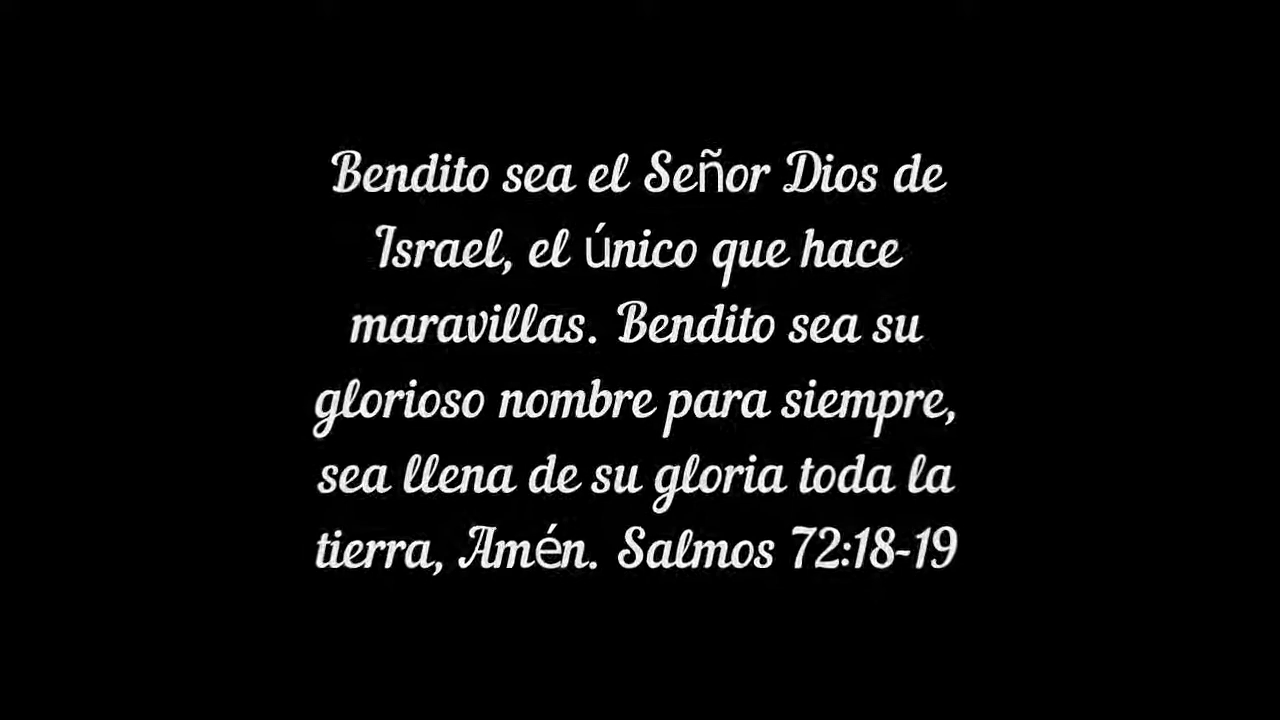 Bendito sea el Señor Dios de
Israel, el único que hace
maravillas. Bendito sea su
glorioso nombre para siempre,
sea llena de su gloria toda la
tierra, Amén. Salmos 72:18-19